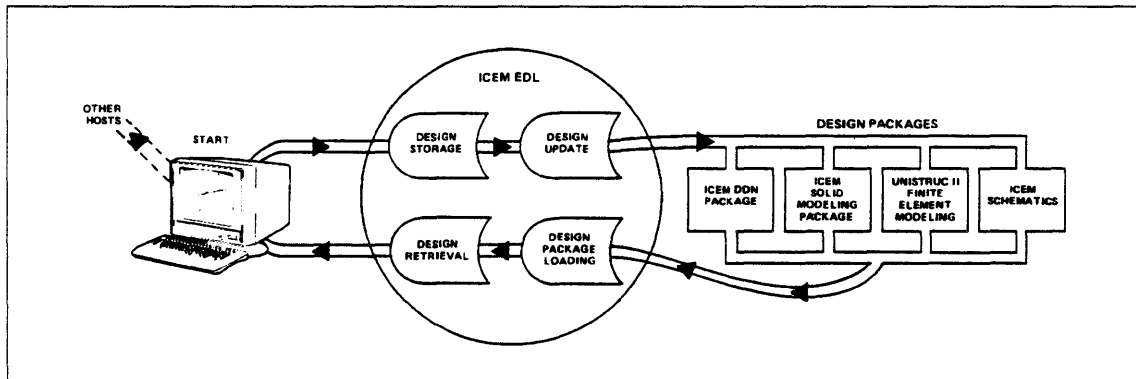 ICEM EDL
OTHER
HOSTS
START
DESIGN
STORAGE
DESIGN
UPDATE
DESIGN PACKAGES
ICEM DDN
PACKAGE
ICEM
SOLID
MODELING
PACKAGE
UNISTRUC II
FINITE
ELEMENT
MODELING
ICEM
SCHEMATICS
DESIGN
RETRIEVAL
DESIGN
PACKAGE
LOADING